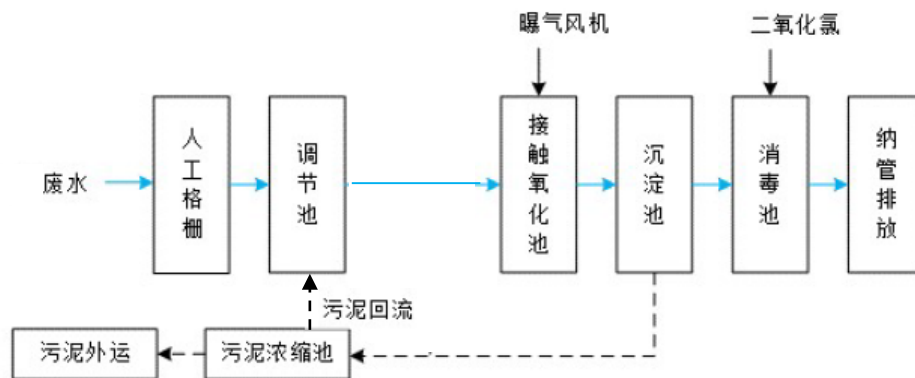 曝气风机
二氧化氯
废水
人工格栅
调节池
接触氧化池
沉淀池
消毒池
纳管排放
污泥回流
污泥外运
污泥浓缩池